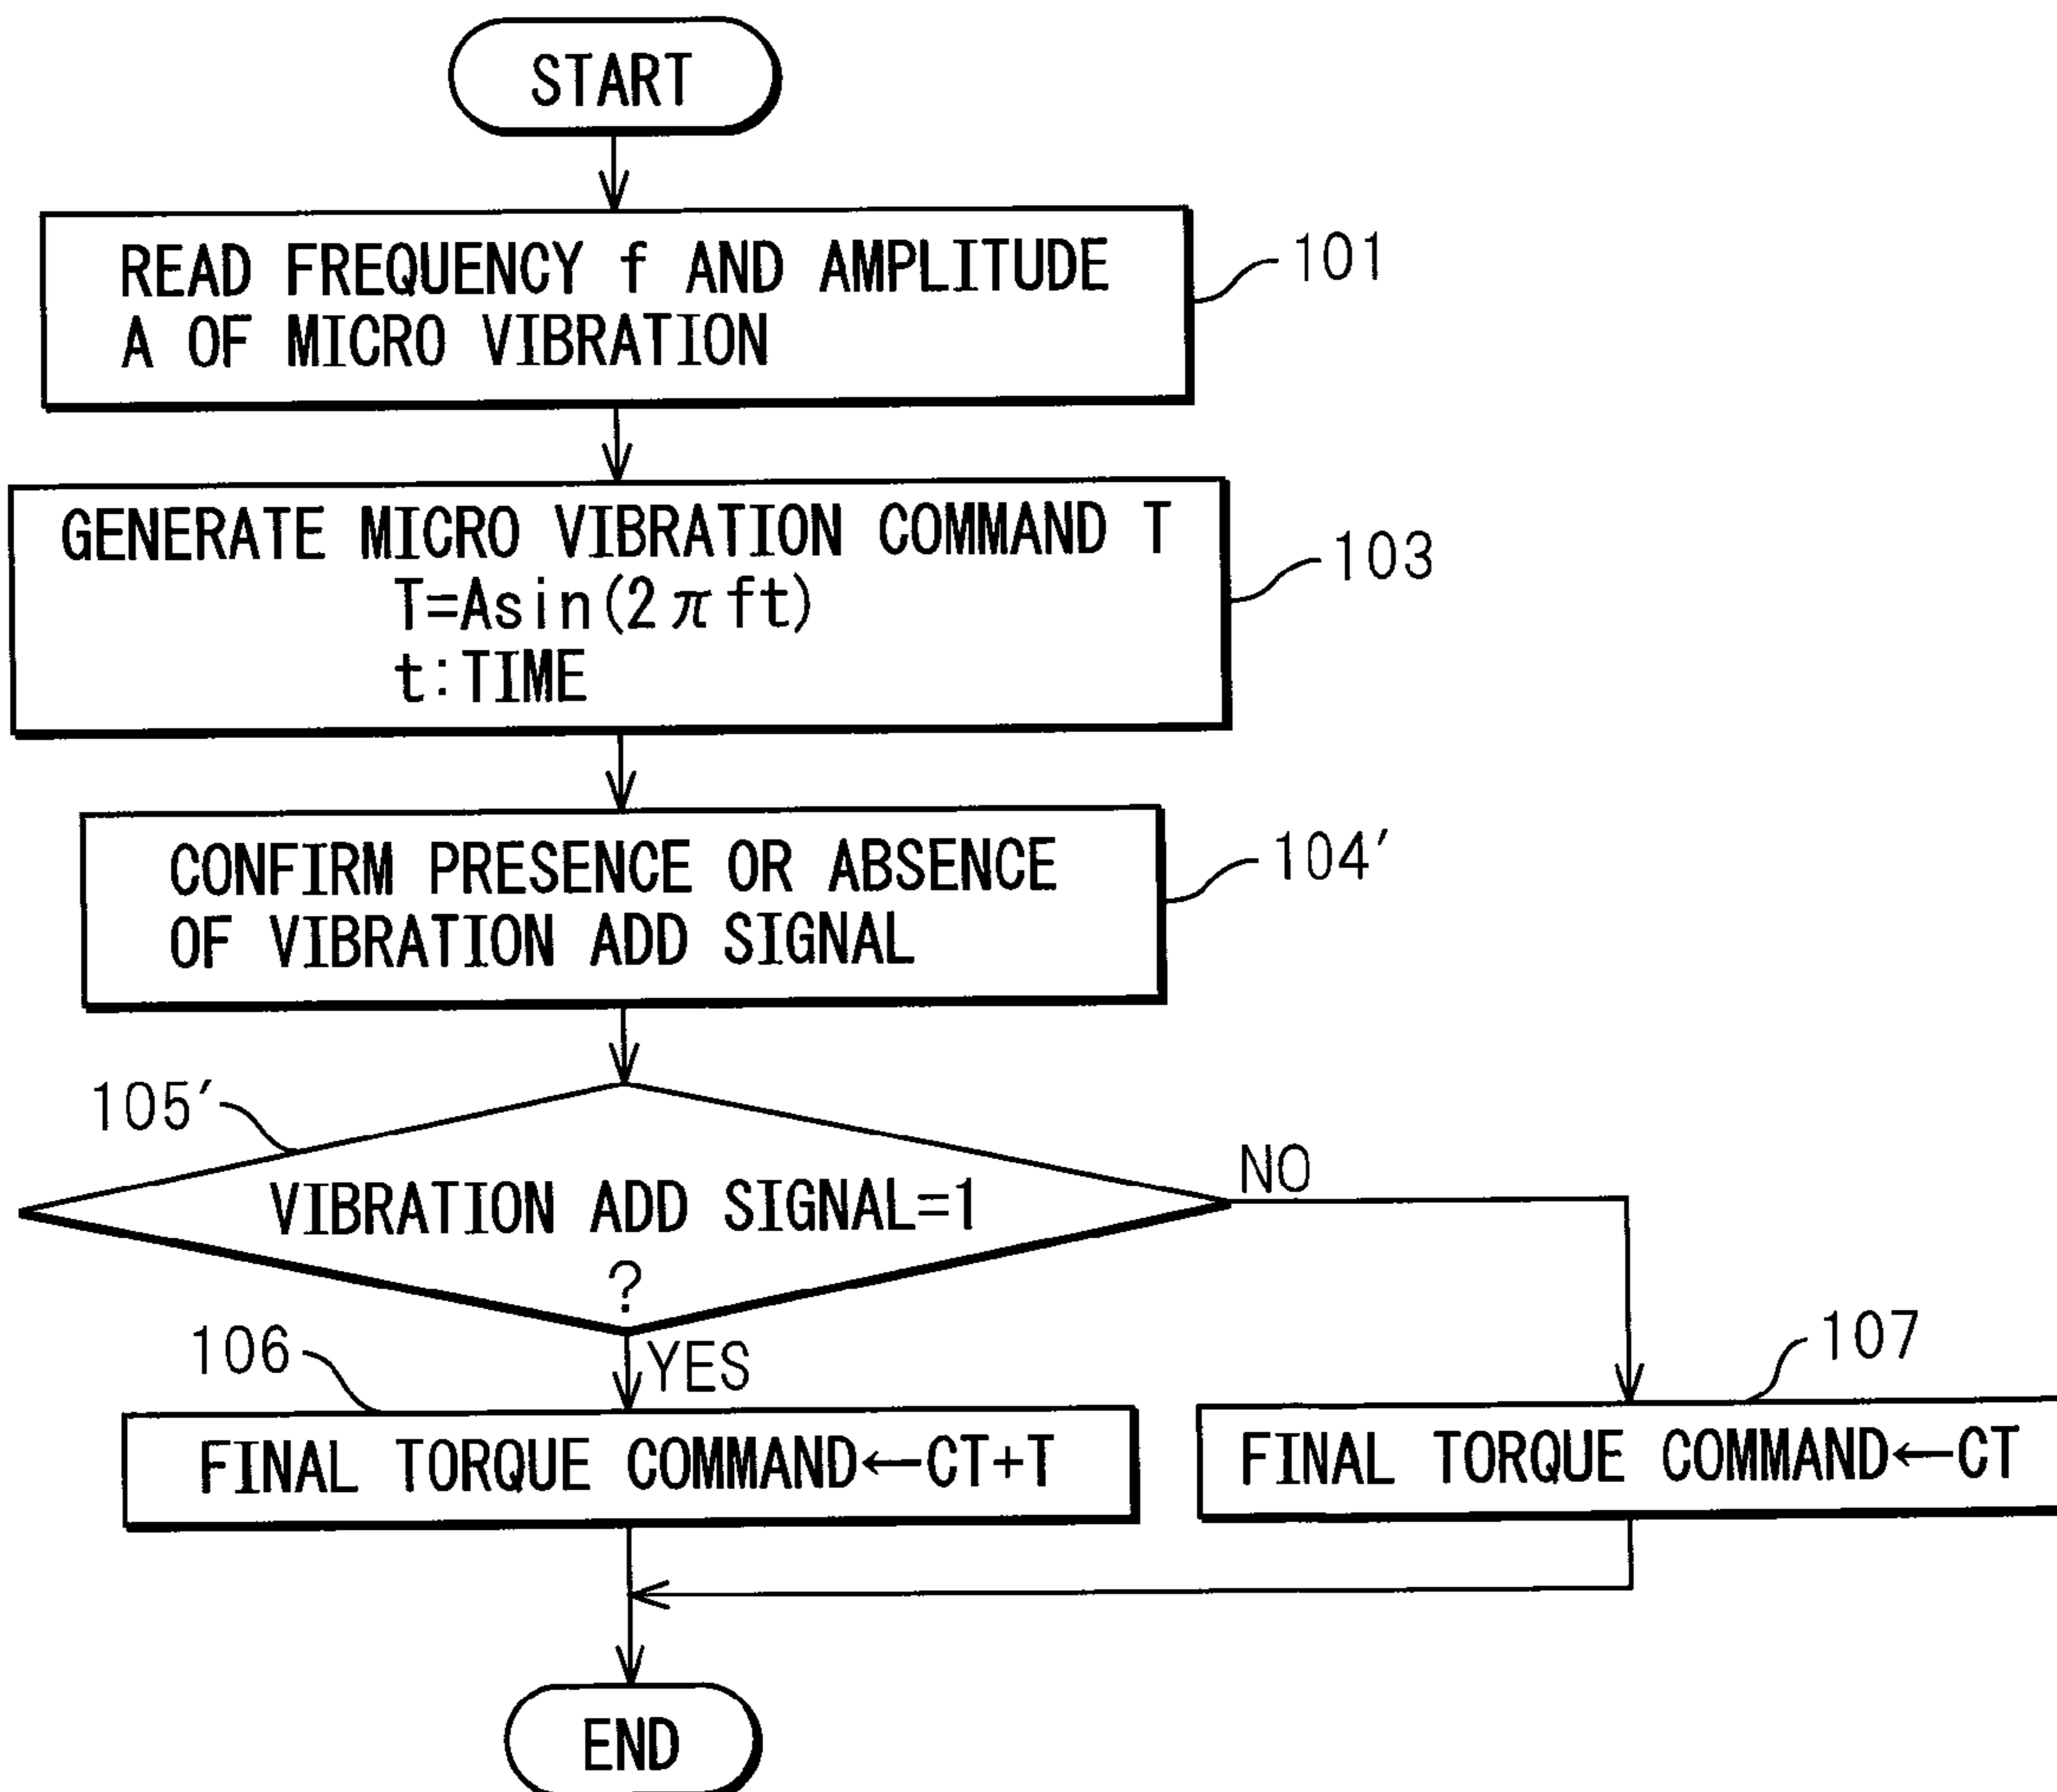 START
READ FREQUENCY f AND AMPLITUDE
A OF MICRO VIBRATION
101
GENERATE MICRO VIBRATION COMMAND T
T=Asin(2πft)
t:TIME
103
CONFIRM PRESENCE OR ABSENCE
OF VIBRATION ADD SIGNAL
104'
105'
VIBRATION ADD SIGNAL=1
?
NO
YES
106
FINAL TORQUE COMMAND←CT+T
107
FINAL TORQUE COMMAND←CT
END